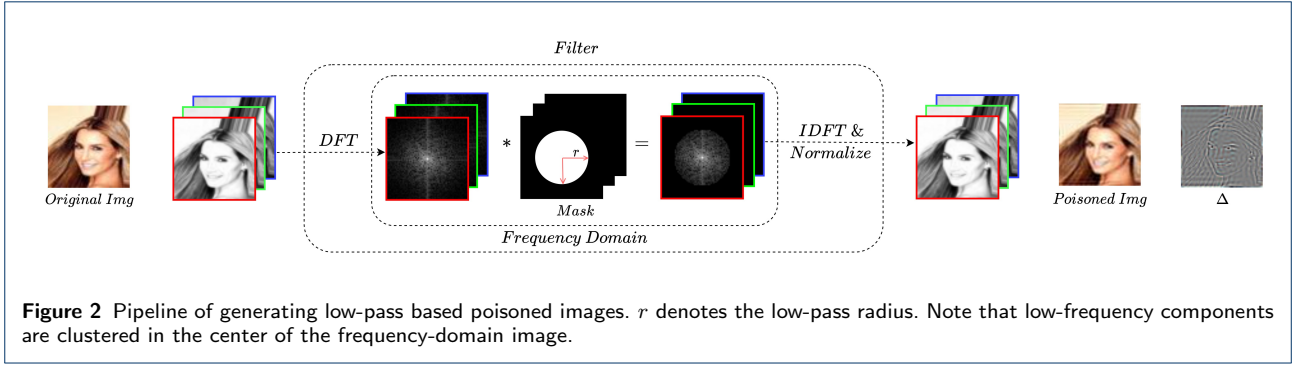 Filter
DFT
*
r
=
IDFT &
Normalize
Original Img
Mask
Poisoned Img
Δ
Frequency Domain
Figure 2 Pipeline of generating low-pass based poisoned images. r denotes the low-pass radius. Note that low-frequency components
are clustered in the center of the frequency-domain image.